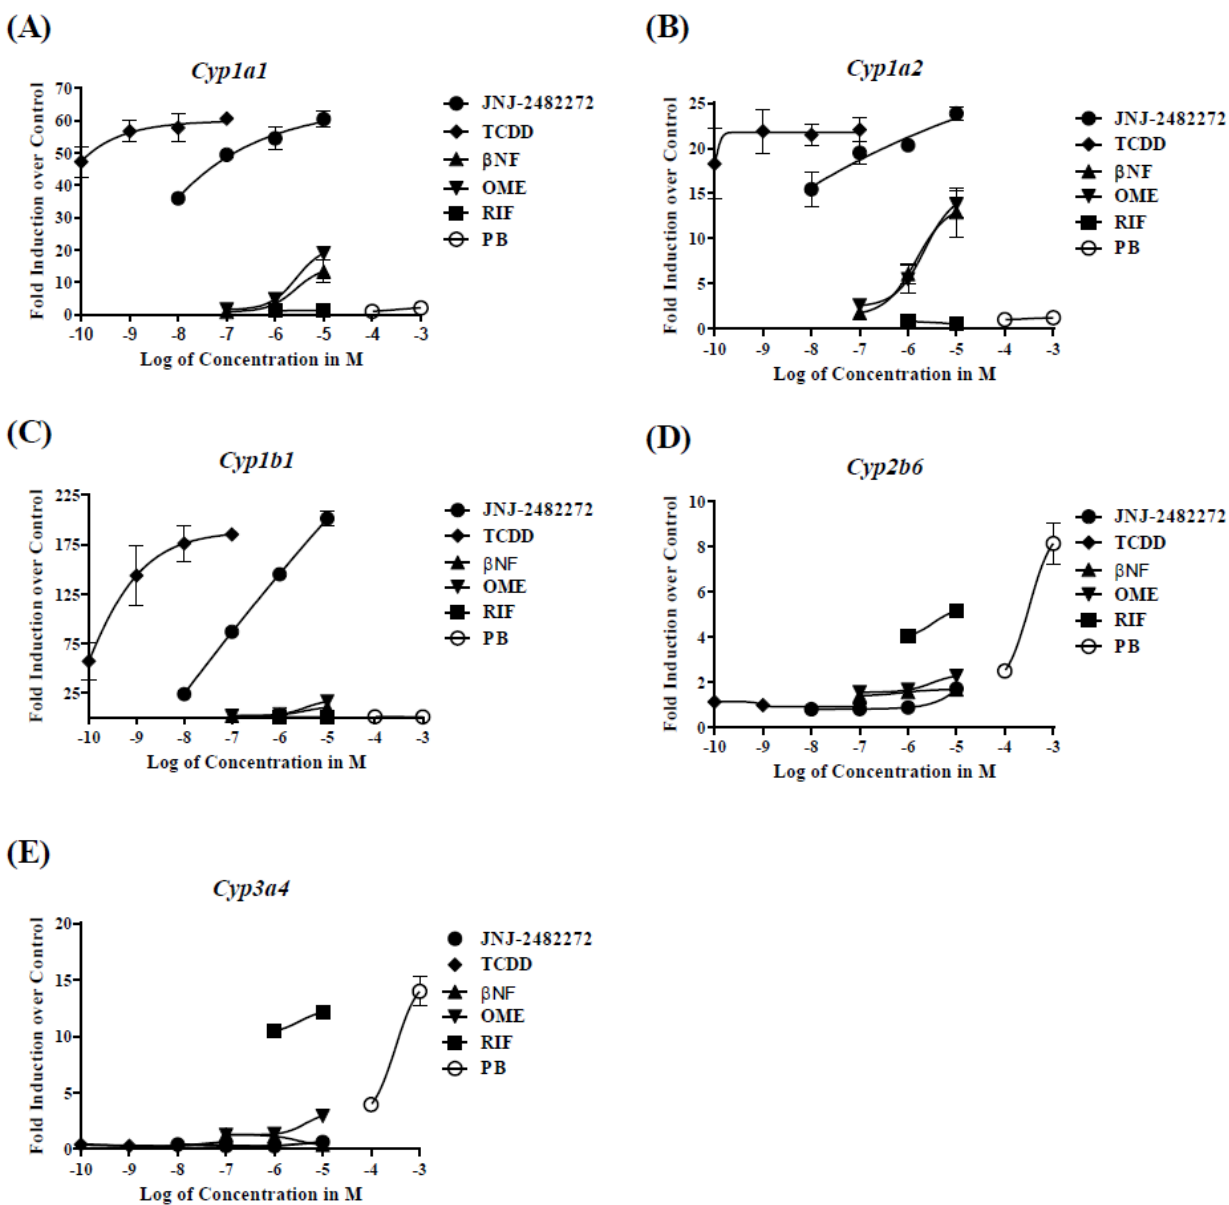 (A)
Cyp1a1
Fold Induction over Control
70
60
50
40
30
20
10
0
-10 -9 -8 -7 -6 -5 -4 -3
Log of Concentration in M
JNJ-2482272
TCDD
βNF
OME
RIF
PB
(B)
Cyp1a2
Fold Induction over Control
25
20
15
10
5
0
-10 -9 -8 -7 -6 -5 -4 -3
Log of Concentration in M
JNJ-2482272
TCDD
βNF
OME
RIF
PB
(C)
Cyp1b1
Fold Induction over Control
225
175
125
75
25
-10 -9 -8 -7 -6 -5 -4 -3
Log of Concentration in M
JNJ-2482272
TCDD
βNF
OME
RIF
PB
(D)
Cyp2b6
Fold Induction over Control
10
8
6
4
2
0
-10 -9 -8 -7 -6 -5 -4 -3
Log of Concentration in M
JNJ-2482272
TCDD
βNF
OME
RIF
PB
(E)
Cyp3a4
Fold Induction over Control
20
15
10
5
0
-10 -9 -8 -7 -6 -5 -4 -3
Log of Concentration in M
JNJ-2482272
TCDD
βNF
OME
RIF
PB